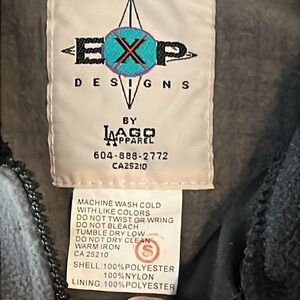 EXP
DESIGNS
BY
LAGO
APPAREL
604-888-2772
CA25210
MACHINE WASH COLD
WITH LIKE COLORS
DO NOT TWIST OR WRING
DO NOT BLEACH
TUMBLE DRY LOW
DO NOT DRY CLEAN
WARM IRON
CA 25210
S
SHELL:100%POLYESTER
100%NYLON
LINING:100%POLYESTER